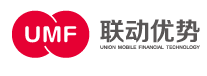 UMF
联动优势
UNION MOBILE FINANCIAL TECHNOLOGY